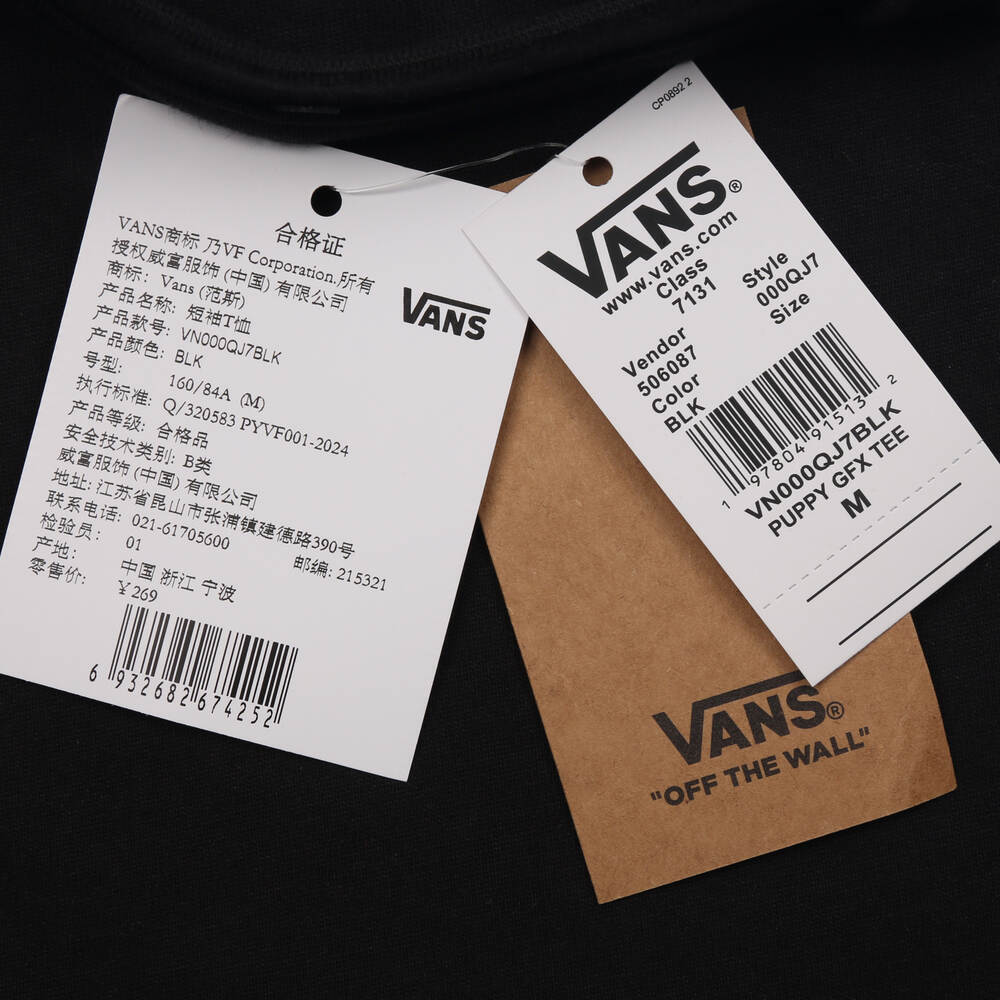 合格证
VANS商标 乃VF Corporation.所有
授权威富服饰(中国)有限公司
商标: Vans (范斯)
产品名称: 短袖T恤
产品款号: VN000QJ7BLK
产品颜色: BLK
号型: 160/84A (M)
执行标准: Q/320583 PYVF001-2024
产品等级: 合格品
安全技术类别: B类
威富服饰(中国)有限公司
地址: 江苏省昆山市张浦镇建德路390号
联系电话: 021-61705600 邮编: 215321
检验员: 01
产地: 中国 浙江 宁波
零售价: ¥269
6 932682 674252
VANS
CP0892 2
VANS®
www.vans.com
Class Style
7131 000QJ7
Vendor Size
506087
Color
BLK
1 97804 91513 2
VN000QJ7BLK
PUPPY GFX TEE
M
VANS®
"OFF THE WALL"